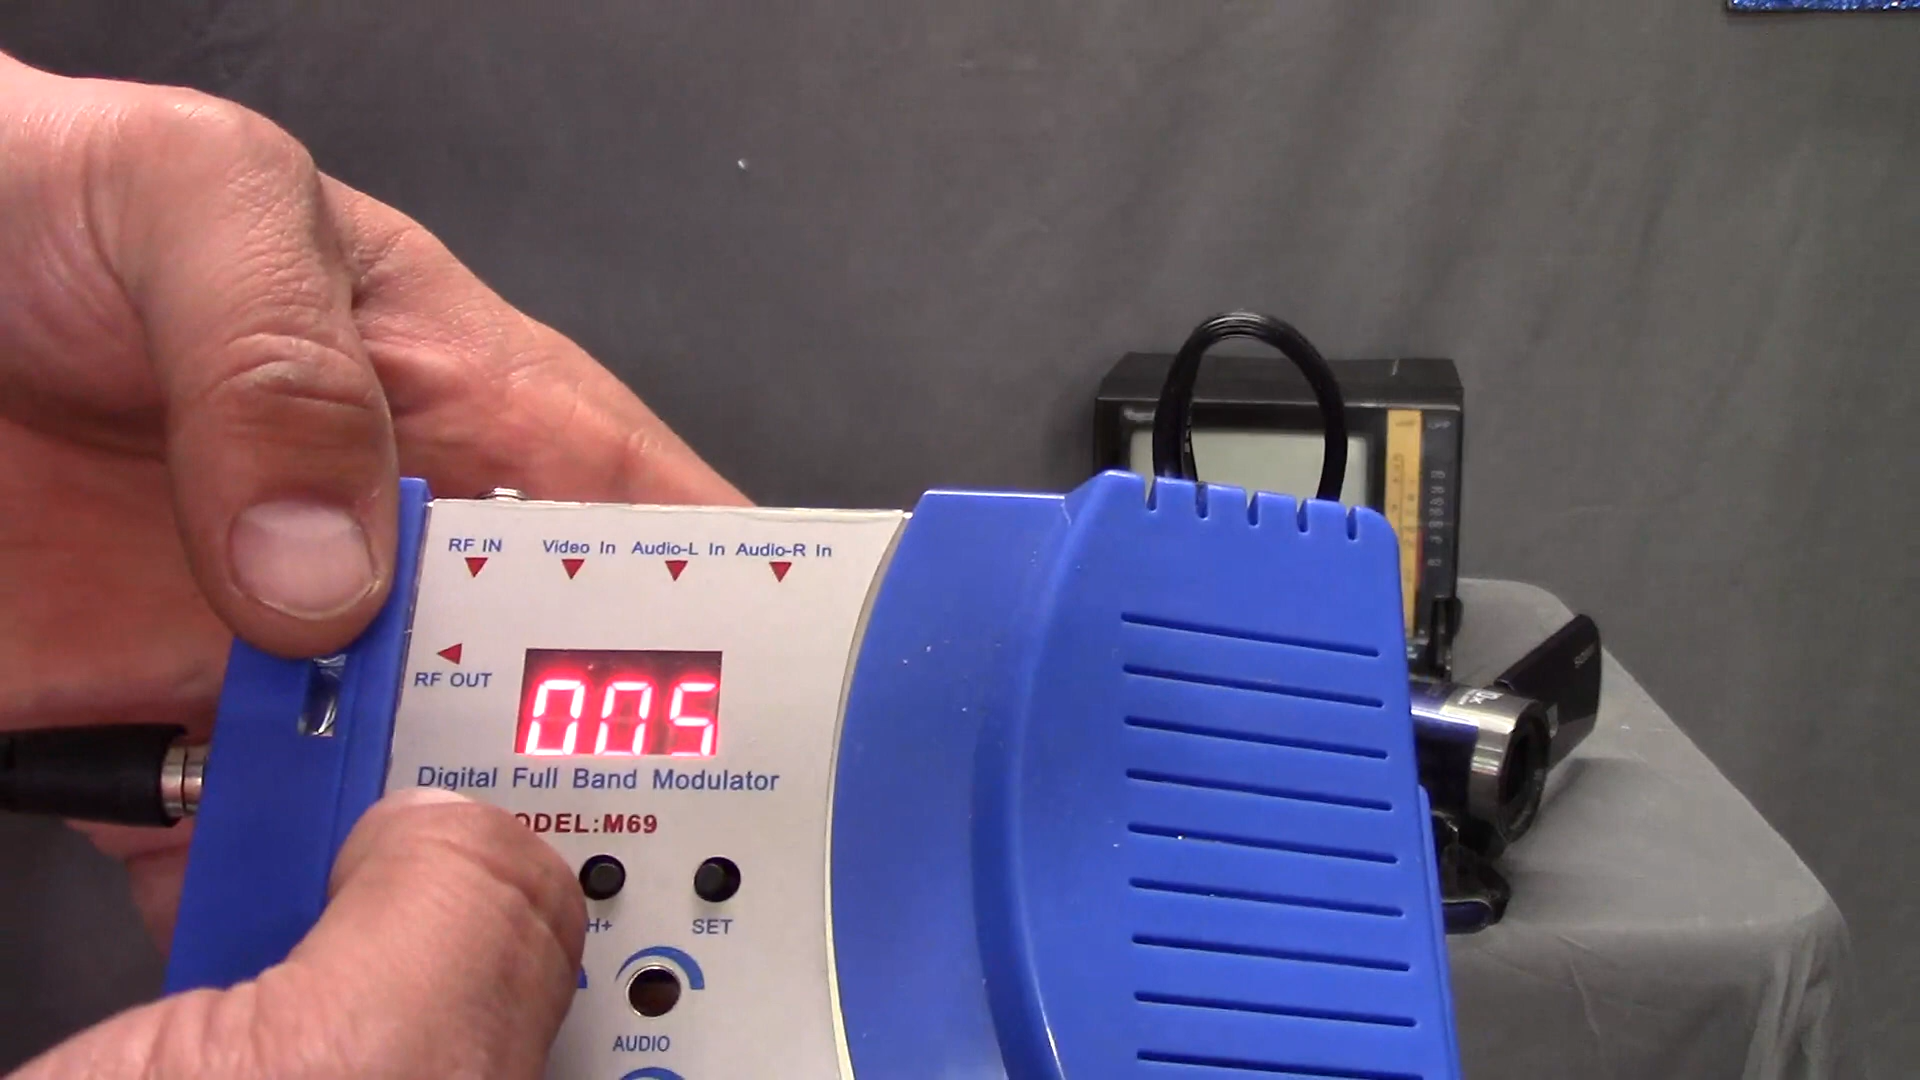 RF IN Video In Audio-L In Audio-R In
RF OUT
005
Digital Full Band Modulator
ODEL:M69
H+ SET
AUDIO